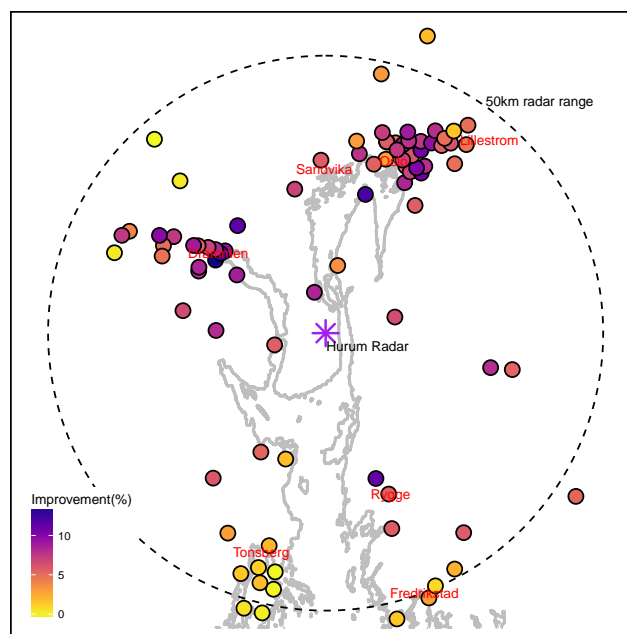 50km radar range
Lillestrom
Oslo
Sandvika
Drammen
Hurum Radar
Rygge
Improvement(%)
10
5
0
Tonsberg
Fredrikstad